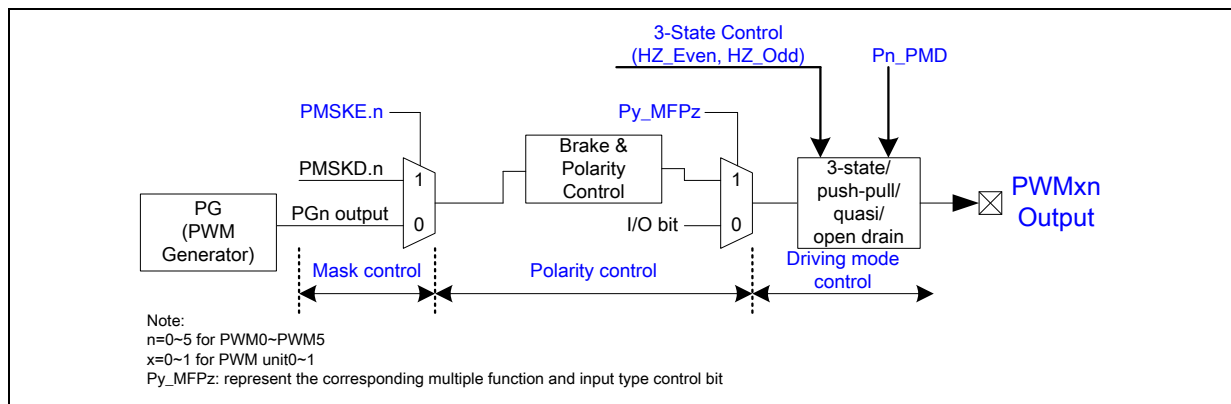 3-State Control
(HZ_Even, HZ_Odd)
Pn_PMD
PMSKE.n
Py_MFPz
PMSKD.n
1
PGn output
0
PG
(PWM
Generator)
Brake &
Polarity
Control
1
I/O bit
0
3-state/
push-pull/
quasi/
open drain
PWMxn
Output
Mask control
Polarity control
Driving mode
control
Note:
n=0~5 for PWM0~PWM5
x=0~1 for PWM unit0~1
Py_MFPz: represent the corresponding multiple function and input type control bit